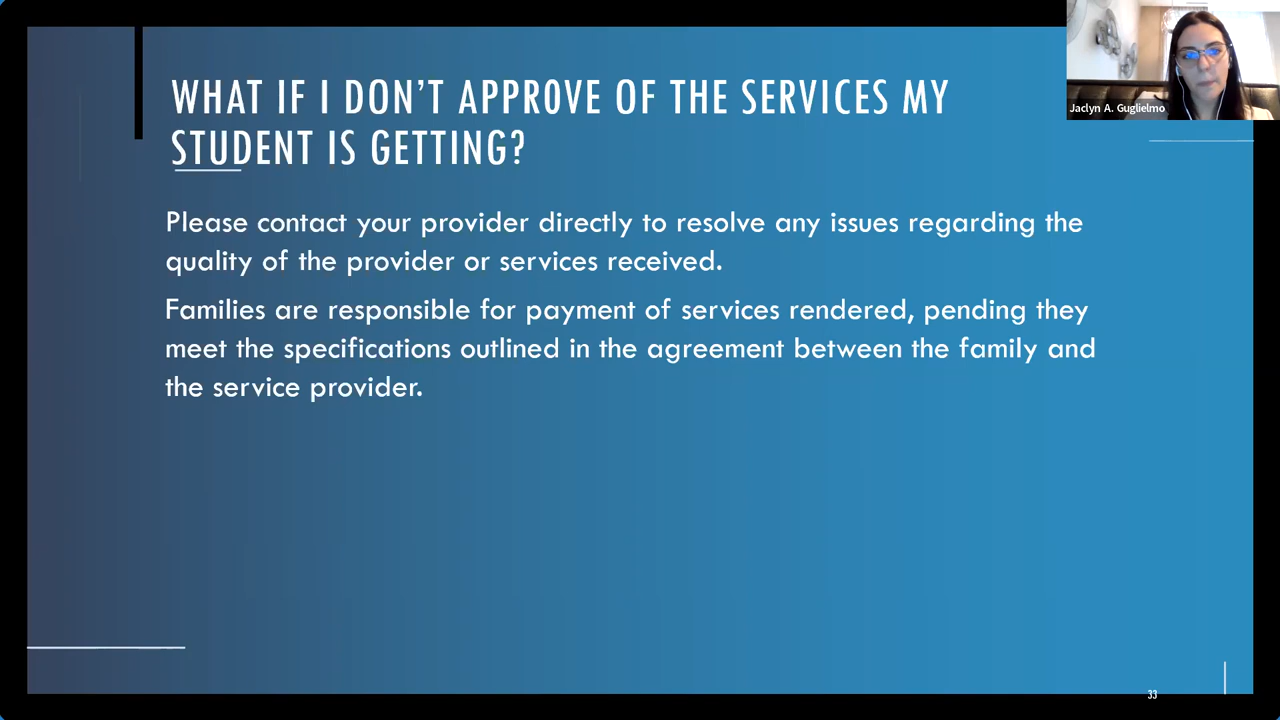 WHAT IF I DON'T APPROVE OF THE SERVICES MY
STUDENT IS GETTING?
Jaclyn A. Guglielmo
Please contact your provider directly to resolve any issues regarding the
quality of the provider or services received.
Families are responsible for payment of services rendered, pending they
meet the specifications outlined in the agreement between the family and
the service provider.
33